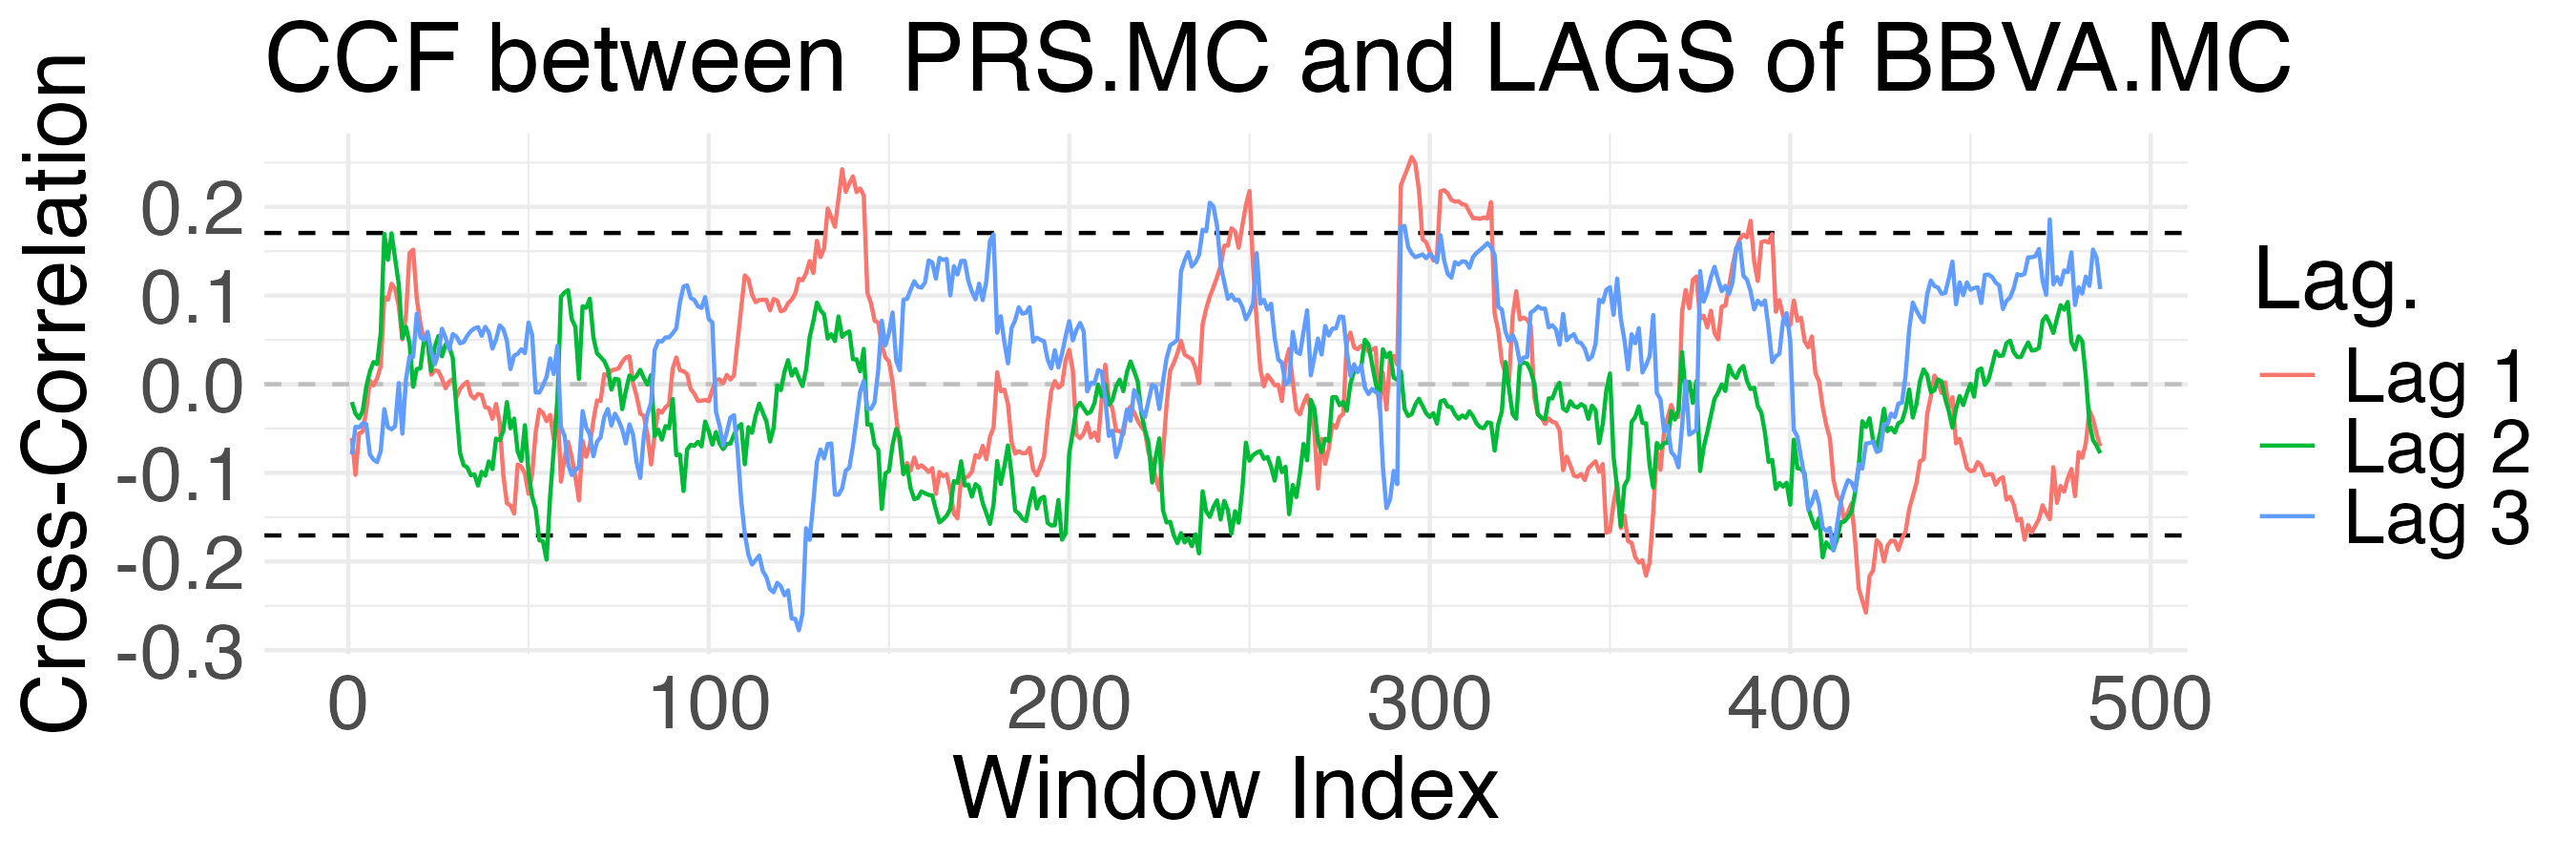 CCF between  PRS.MC and LAGS of BBVA.MC
Cross-Correlation
0.2
0.1
0.0
-0.1
-0.2
-0.3
0 100 200 300 400 500
Window Index
Lag.
Lag 1
Lag 2
Lag 3